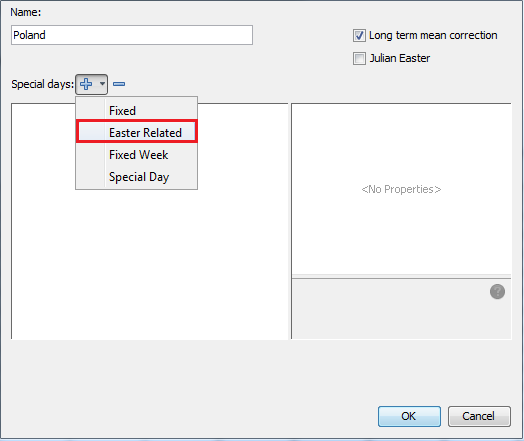 Name:
Poland
Long term mean correction
Julian Easter
Special days:
Fixed
Easter Related
Fixed Week
Special Day
<No Properties>
?
OK
Cancel